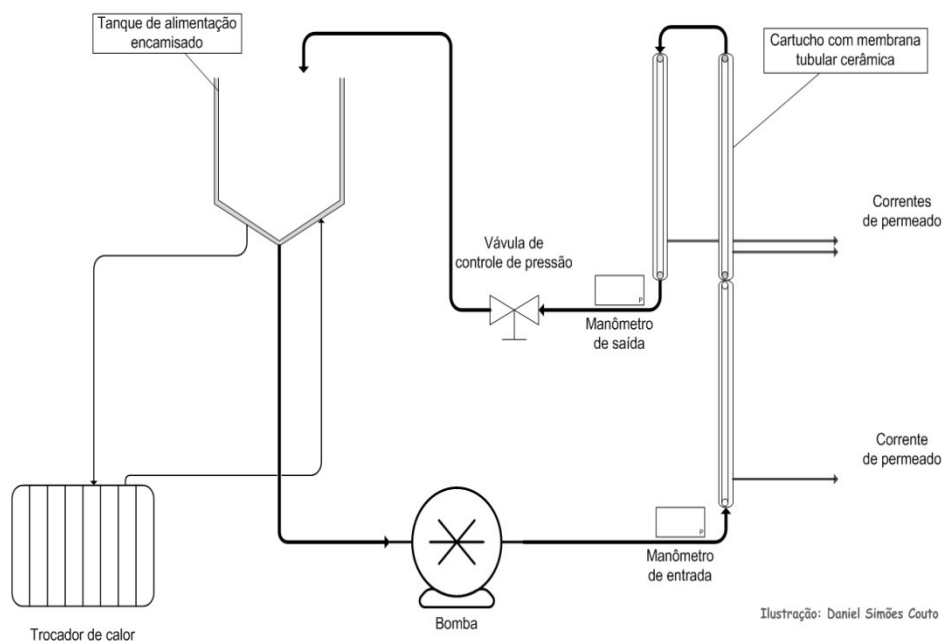 Tanque de alimentação
encamisado
Cartucho com membrana
tubular cerâmica
Correntes
de permeado
Vávula de
controle de pressão
P
Manômetro
de saída
Corrente
de permeado
P
Manômetro
de entrada
Bomba
Trocador de calor
Ilustração: Daniel Simões Couto